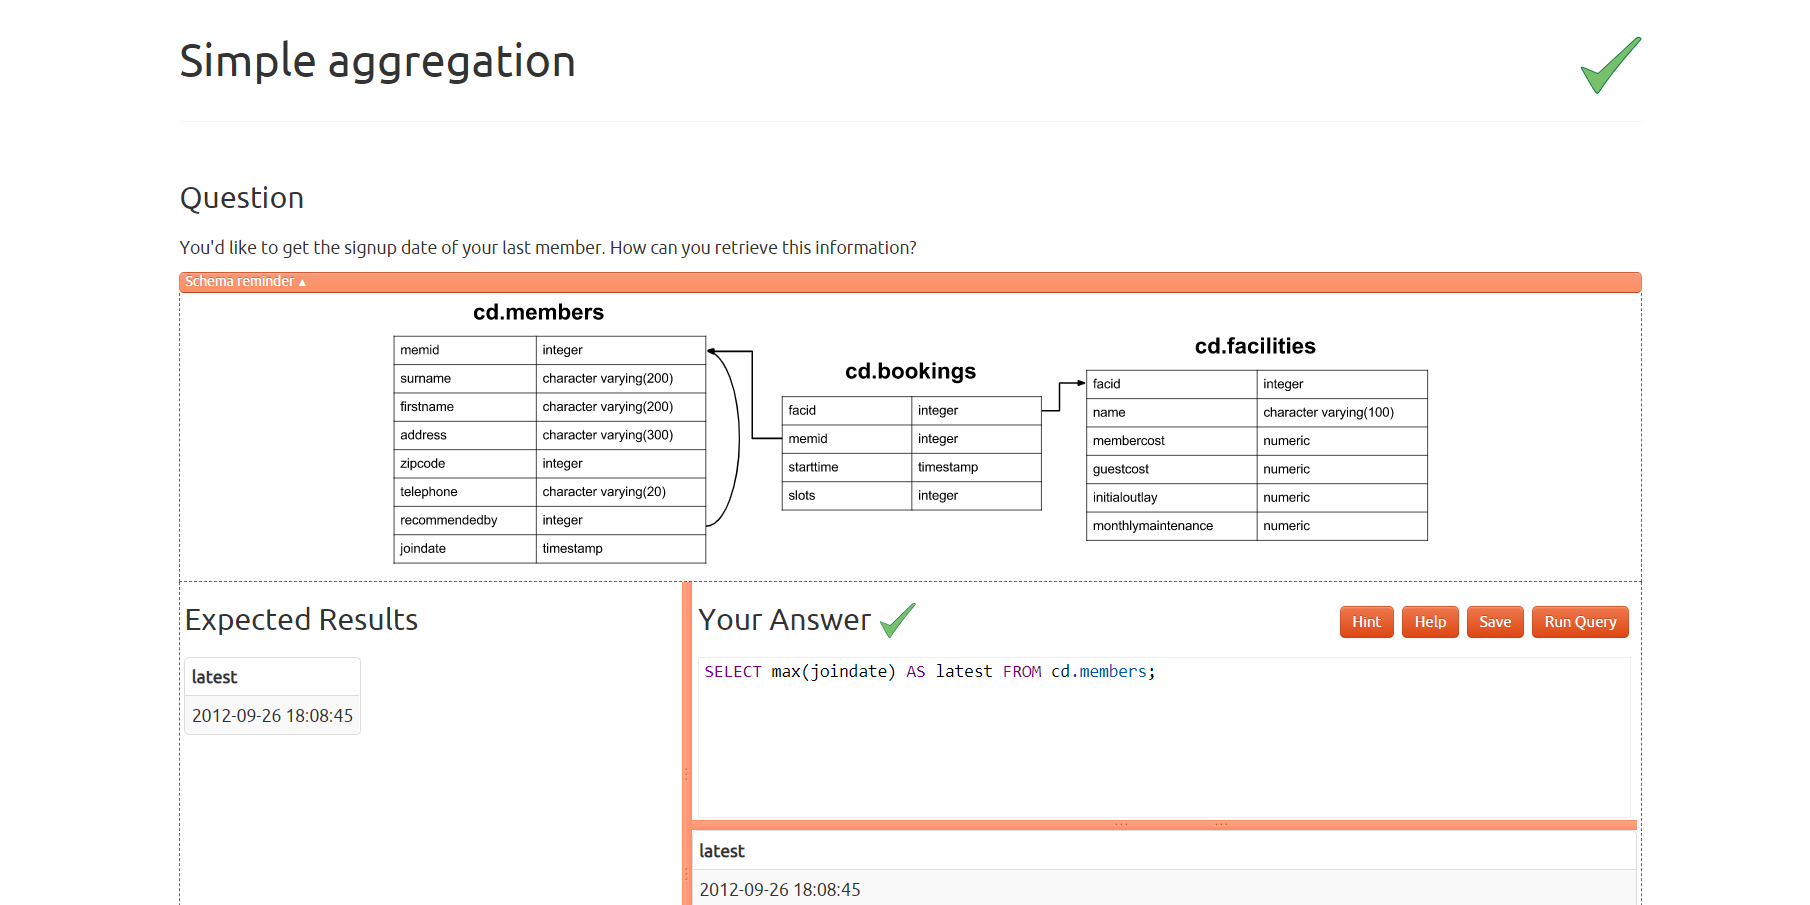 Simple aggregation
Question
You'd like to get the signup date of your last member. How can you retrieve this information?
Schema reminder ▲
cd.members
memid integer
surname character varying(200)
firstname character varying(200)
address character varying(300)
zipcode integer
telephone character varying(20)
recommendedby integer
joindate timestamp
cd.bookings
facid integer
memid integer
starttime timestamp
slots integer
cd.facilities
facid integer
name character varying(100)
membercost numeric
guestcost numeric
initialoutlay numeric
monthlymaintenance numeric
Expected Results
latest
2012-09-26 18:08:45
Your Answer
Hint Help Save Run Query
SELECT max(joindate) AS latest FROM cd.members;
latest
2012-09-26 18:08:45